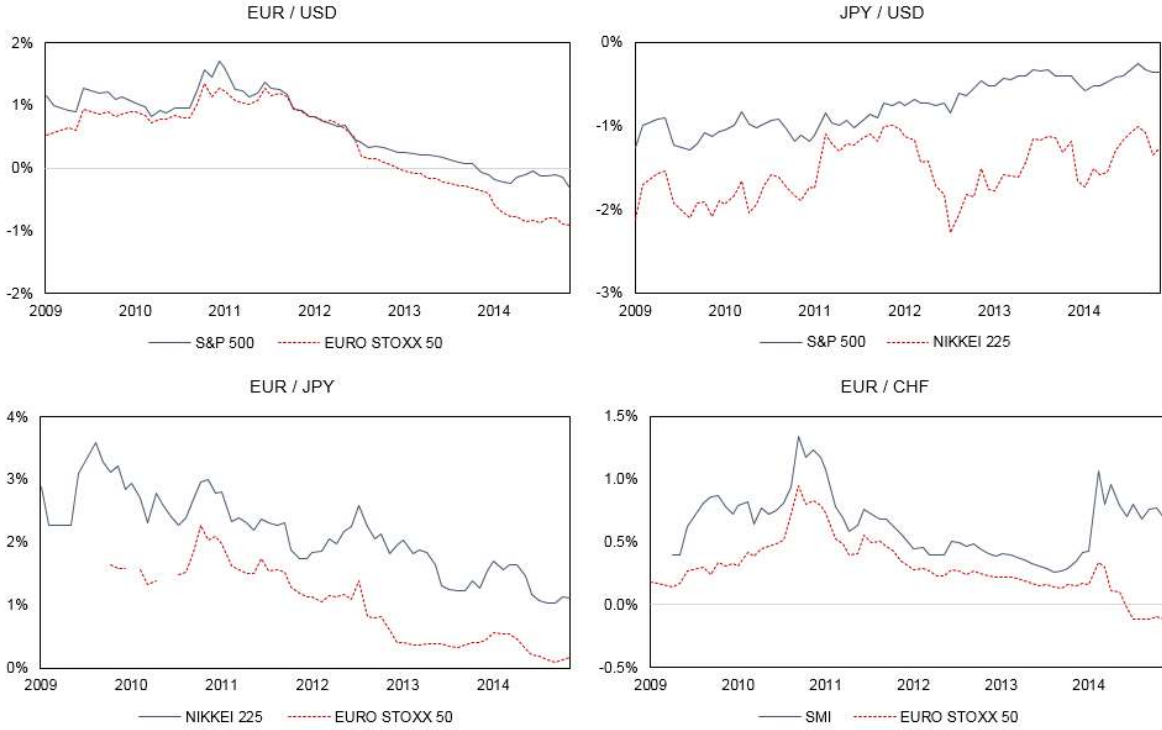 EUR / USD
2%
1%
0%
-1%
-2%
2009 2010 2011 2012 2013 2014
S&P 500 EURO STOXX 50
JPY / USD
0%
-1%
-2%
-3%
2009 2010 2011 2012 2013 2014
S&P 500 NIKKEI 225
EUR / JPY
4%
3%
2%
1%
0%
2009 2010 2011 2012 2013 2014
NIKKEI 225 EURO STOXX 50
EUR / CHF
1.5%
1.0%
0.5%
0.0%
-0.5%
2009 2010 2011 2012 2013 2014
SMI EURO STOXX 50